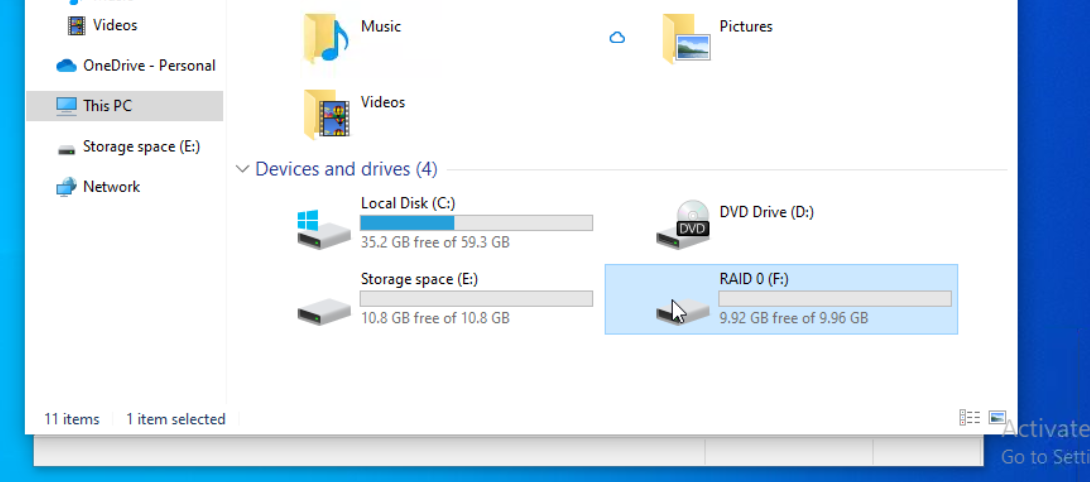 Videos
OneDrive - Personal
This PC
Storage space (E:)
Network
Music
Pictures
Videos
Devices and drives (4)
Local Disk (C:)
35.2 GB free of 59.3 GB
DVD Drive (D:)
DVD
Storage space (E:)
10.8 GB free of 10.8 GB
RAID 0 (F:)
9.92 GB free of 9.96 GB
11 items
1 item selected
Activate
Go to Setti